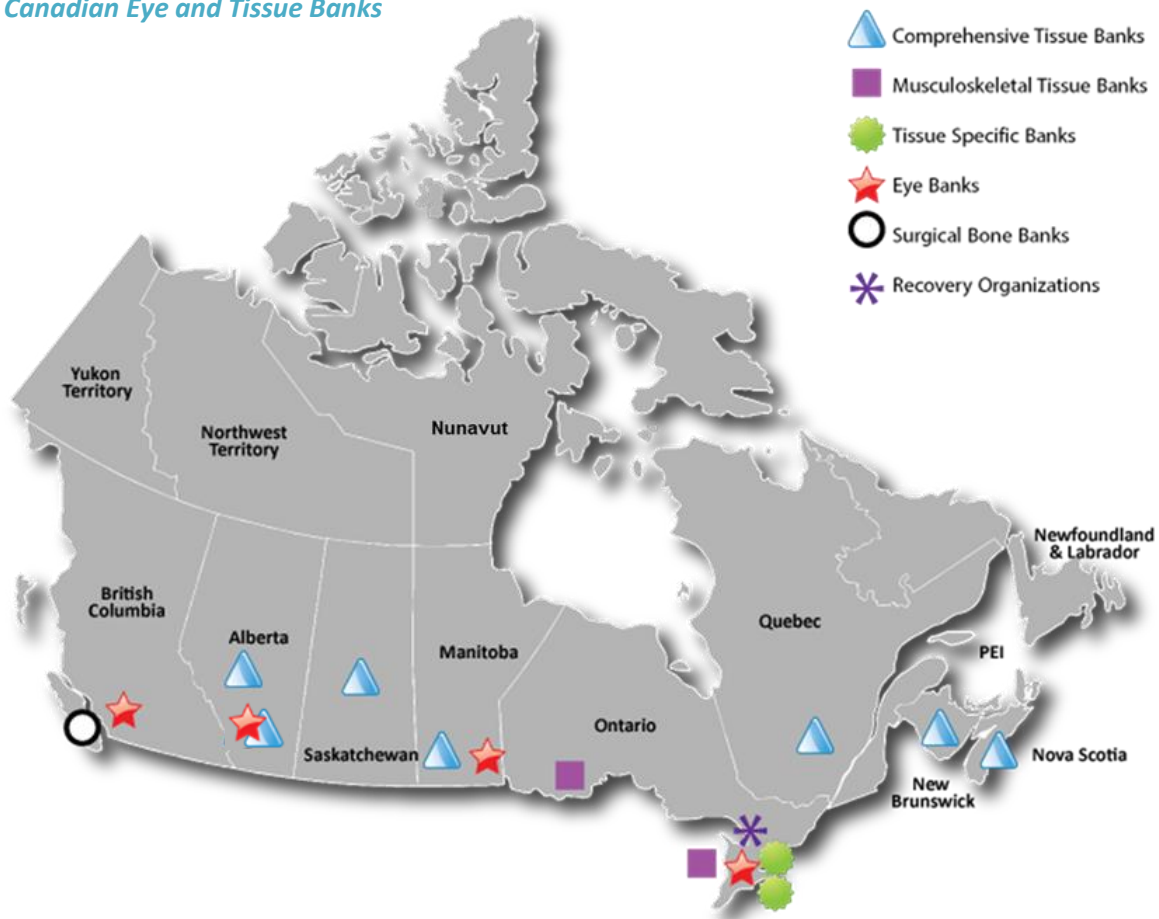 Canadian Eye and Tissue Banks
Comprehensive Tissue Banks
Musculoskeletal Tissue Banks
Tissue Specific Banks
Eye Banks
Surgical Bone Banks
Recovery Organizations
Yukon
Territory
Northwest
Territory
Nunavut
British
Columbia
Alberta
Saskatchewan
Manitoba
Ontario
Quebec
Newfoundland
& Labrador
PEI
Nova Scotia
New
Brunswick